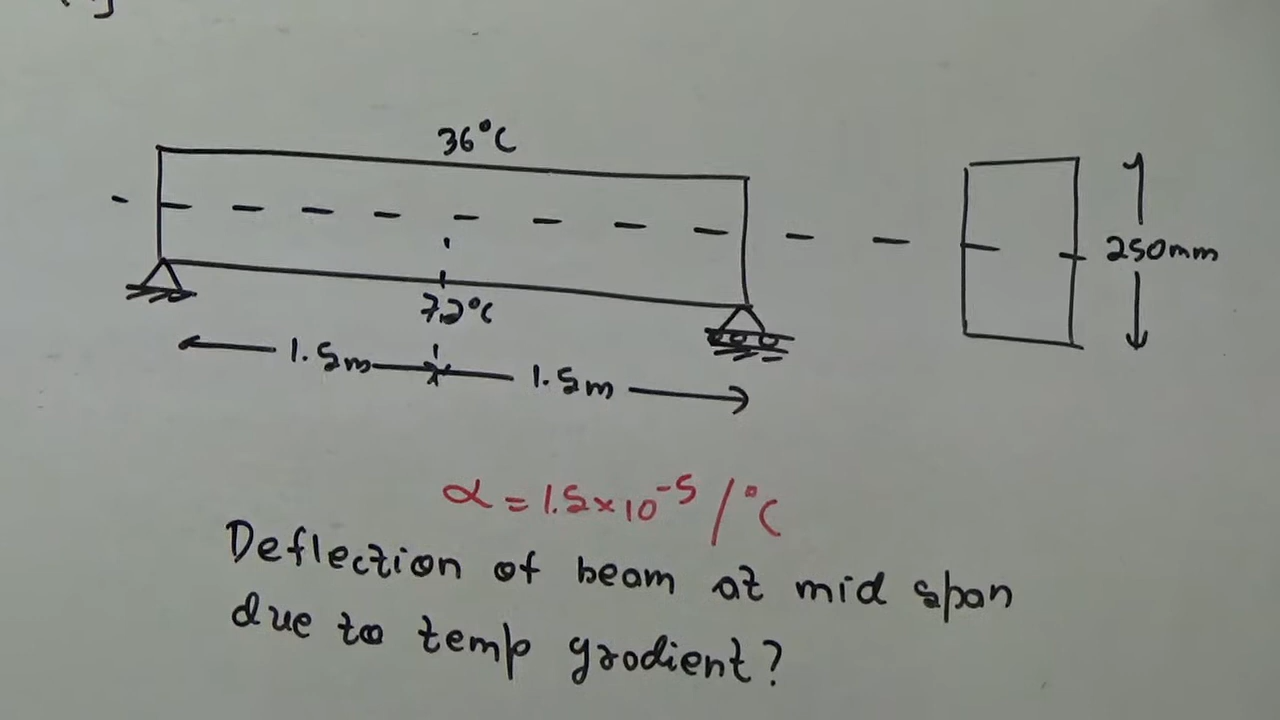 36°C
250mm
72°C
1.5m 1.5m
α = 1.5×10⁻⁵ /°C
Deflection of beam at mid span
due to temp gradient?